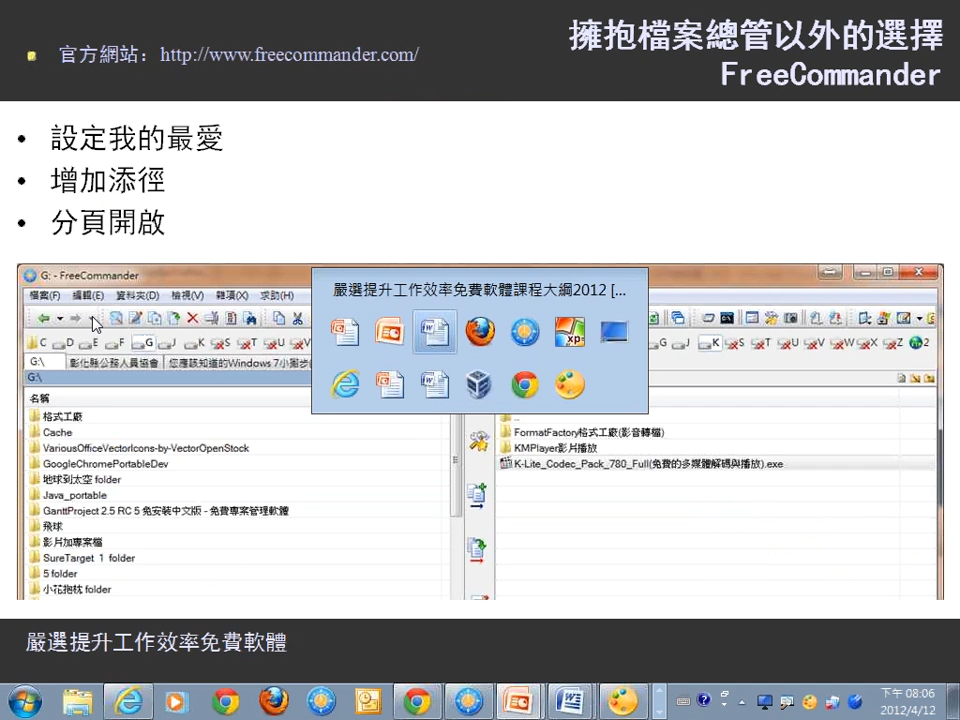 官方網站：http://www.freecommander.com/
擁抱檔案總管以外的選擇
FreeCommander
• 設定我的最愛
• 增加添徑
• 分頁開啟
G: - FreeCommander
檔案(F) 編輯(E) 資料夾(D) 檢視(V) 雜項(X) 求助(H)
嚴選提升工作效率免費軟體課程大綱2012 [...
C D E F G J K S T U V
G J K S T U V W X Z 2
G:\ 彰化縣公務人員協會 您應該知道的Windows 7小獨步
G:\
名稱
格式工廠
Cache
VariousOfficeVectorIcons-by-VectorOpenStock
GoogleChromePortableDev
地球到太空 folder
Java_portable
GanttProject 2.5 RC 5 免安裝中文版 - 免費專案管理軟體
飛球
影片加專案檔
SureTarget 1 folder
5 folder
小花抱枕 folder
..
FormatFactory格式工廠(影音轉檔)
KMPlayer影片播放
K-Lite_Codec_Pack_780_Full(免費的多媒體解碼與播放).exe
嚴選提升工作效率免費軟體
下午 08:06
2012/4/12